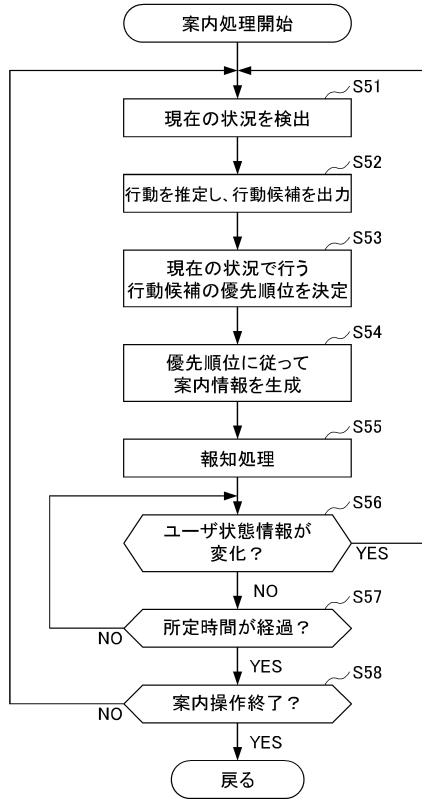 案内処理開始
S51
現在の状況を検出
S52
行動を推定し、行動候補を出力
S53
現在の状況で行う
行動候補の優先順位を決定
S54
優先順位に従って
案内情報を生成
S55
報知処理
S56
ユーザ状態情報が
変化？
YES
NO
S57
所定時間が経過？
NO
YES
S58
案内操作終了？
NO
YES
戻る